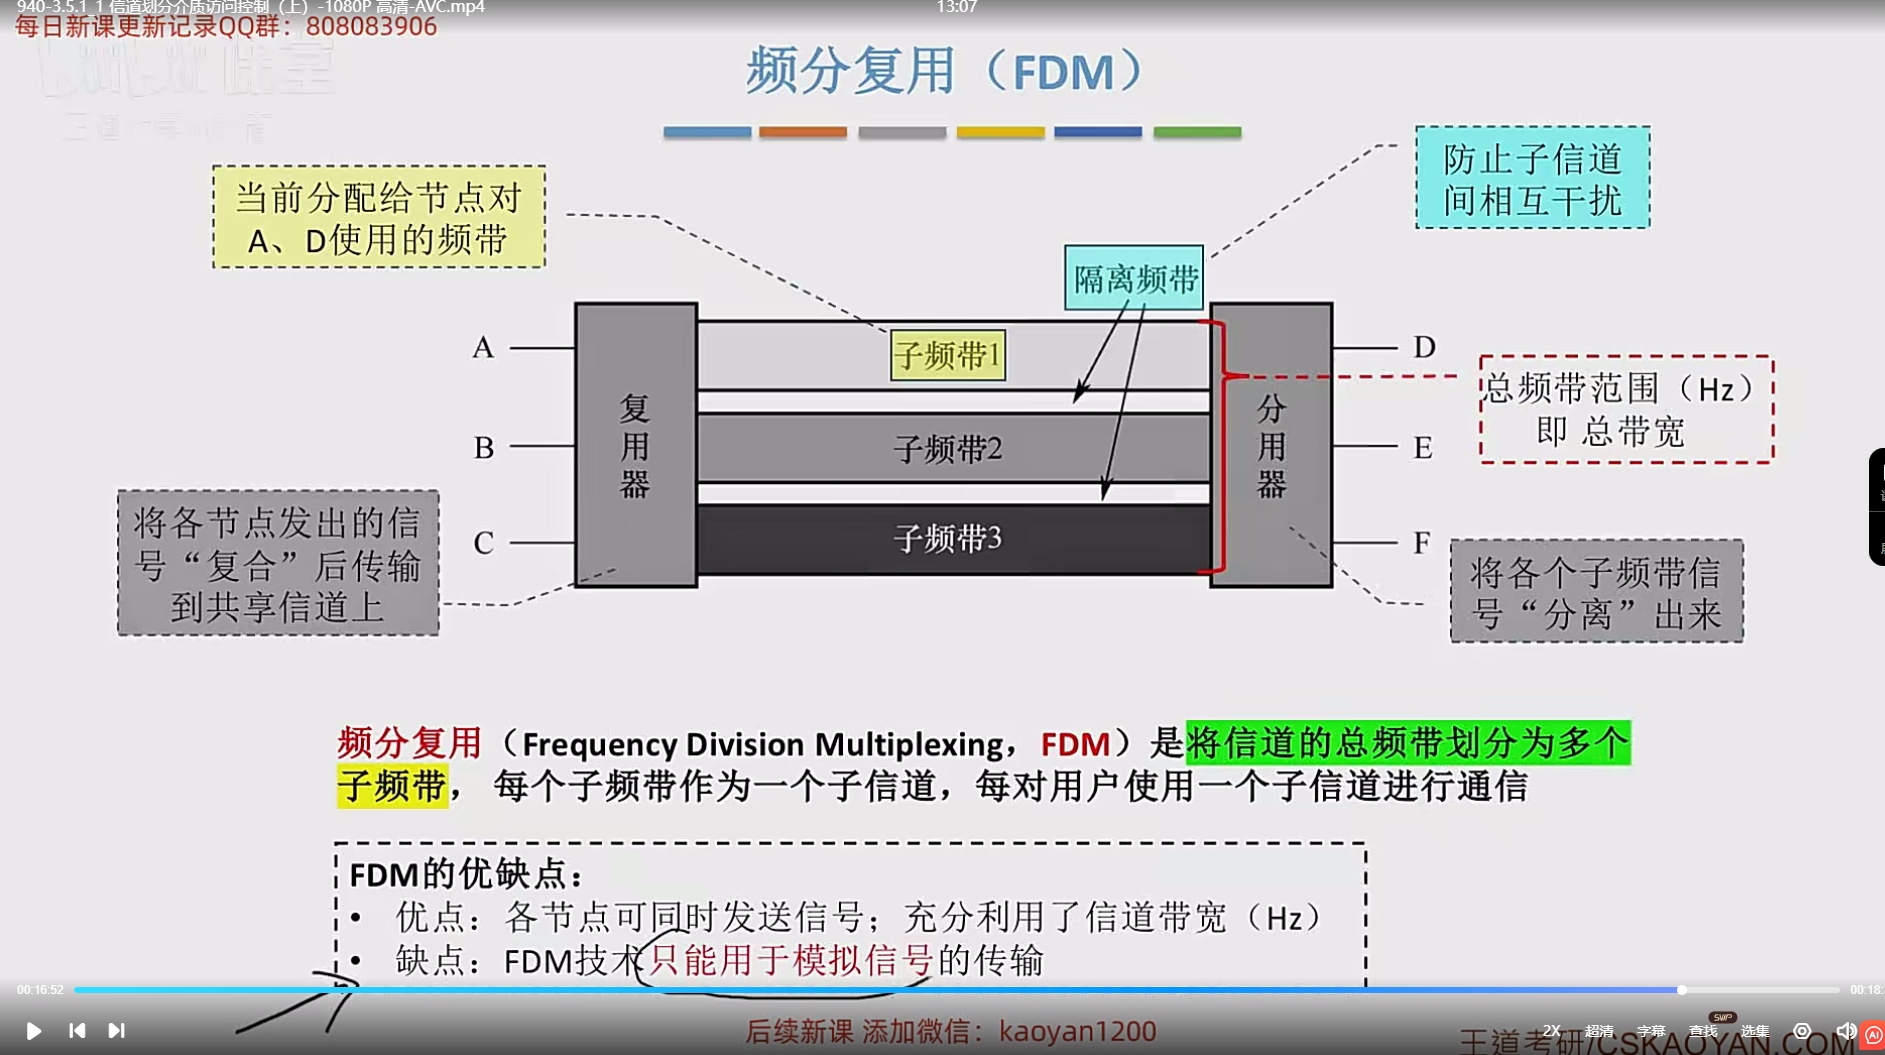 940-3.5.1_1 信道划分介质访问控制（上）-1080P 高清-AVC.mp4
13:07
每日新课更新记录QQ群：808083906
频分复用（FDM）
防止子信道
间相互干扰
当前分配给节点对
A、D使用的频带
隔离频带
子频带1
A
D
总频带范围（Hz）
即 总带宽
复用器
分用器
B
子频带2
E
将各节点发出的信
号“复合”后传输
到共享信道上
C
子频带3
F
将各个子频带信
号“分离”出来
频分复用（Frequency Division Multiplexing，FDM）是将信道的总频带划分为多个
子频带， 每个子频带作为一个子信道，每对用户使用一个子信道进行通信
FDM的优缺点：
• 优点：各节点可同时发送信号；充分利用了信道带宽（Hz）
• 缺点：FDM技术只能用于模拟信号的传输
00:16:52
00:18:
后续新课 添加微信：kaoyan1200
王道考研/CSKAOYAN.COM
2X 超清 字幕 查找 选集
SVIP
AI